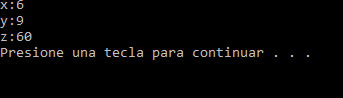 x:6
y:9
z:60
Presione una tecla para continuar . . .